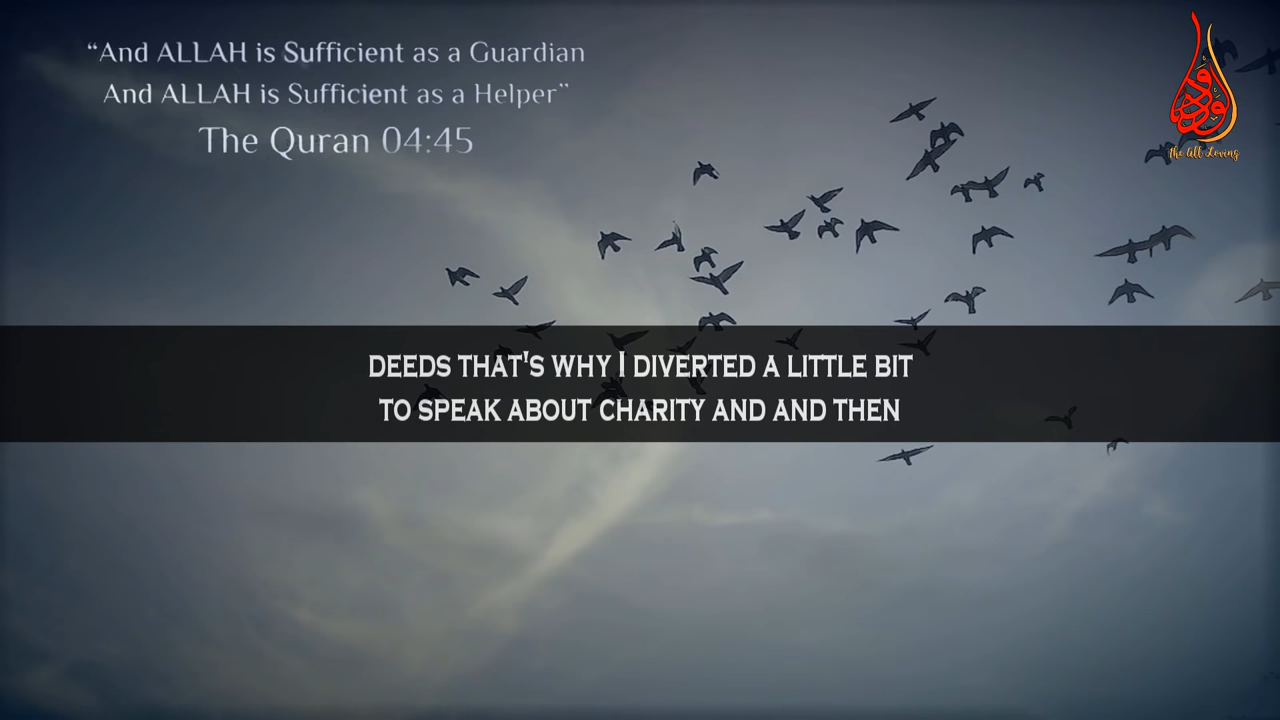 “And ALLAH is Sufficient as a Guardian
And ALLAH is Sufficient as a Helper”
The Quran 04:45
الودود
the All Loving
DEEDS THAT'S WHY I DIVERTED A LITTLE BIT
TO SPEAK ABOUT CHARITY AND AND THEN